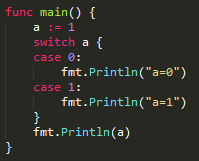 func main() {
    a := 1
    switch a {
    case 0:
        fmt.Println("a=0")
    case 1:
        fmt.Println("a=1")
    }
    fmt.Println(a)
}